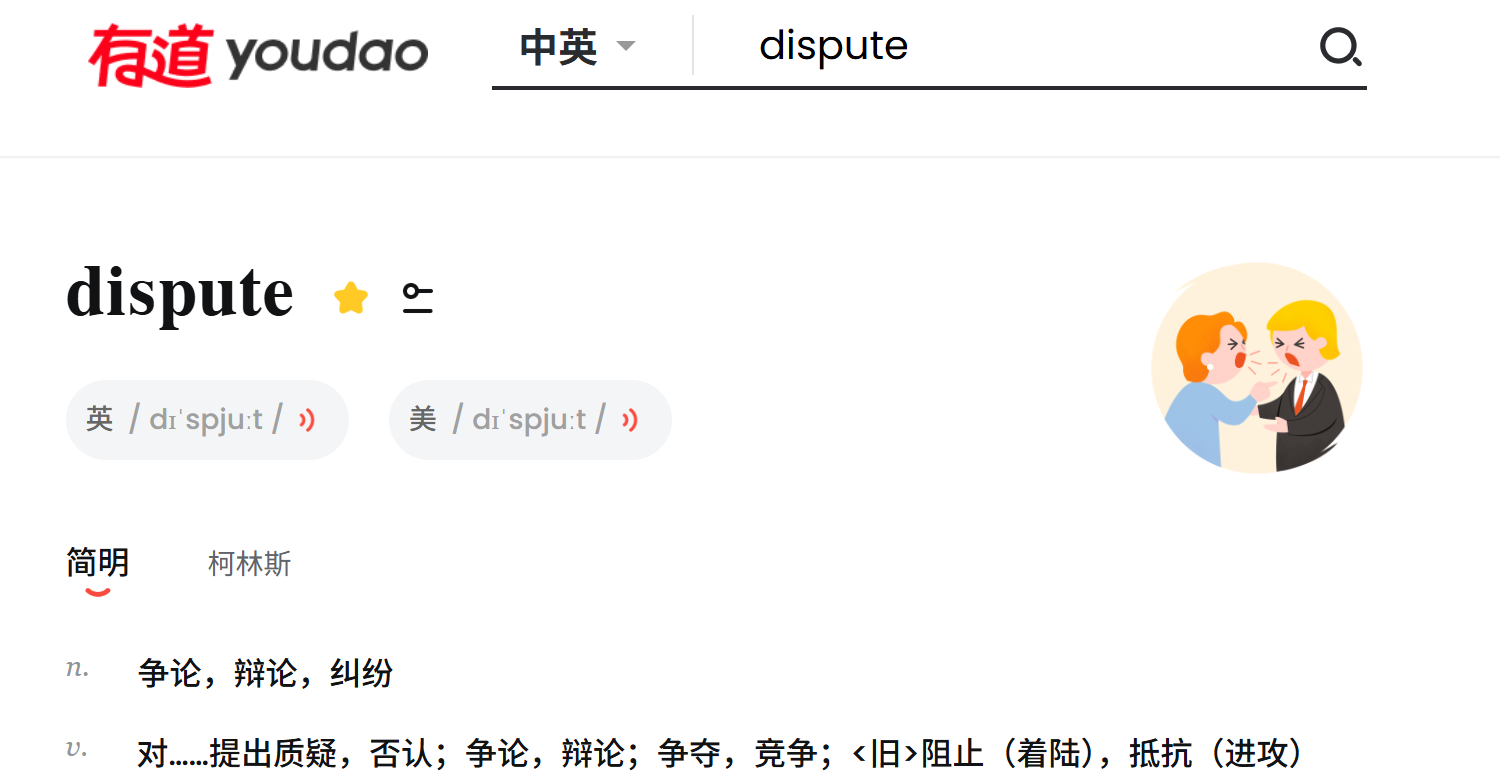 有道 youdao 中英 dispute
dispute
英 / dɪˈspjuːt / 美 / dɪˈspjuːt /
简明 柯林斯
n. 争论，辩论，纠纷
v. 对……提出质疑，否认；争论，辩论；争夺，竞争；<旧>阻止（着陆），抵抗（进攻）